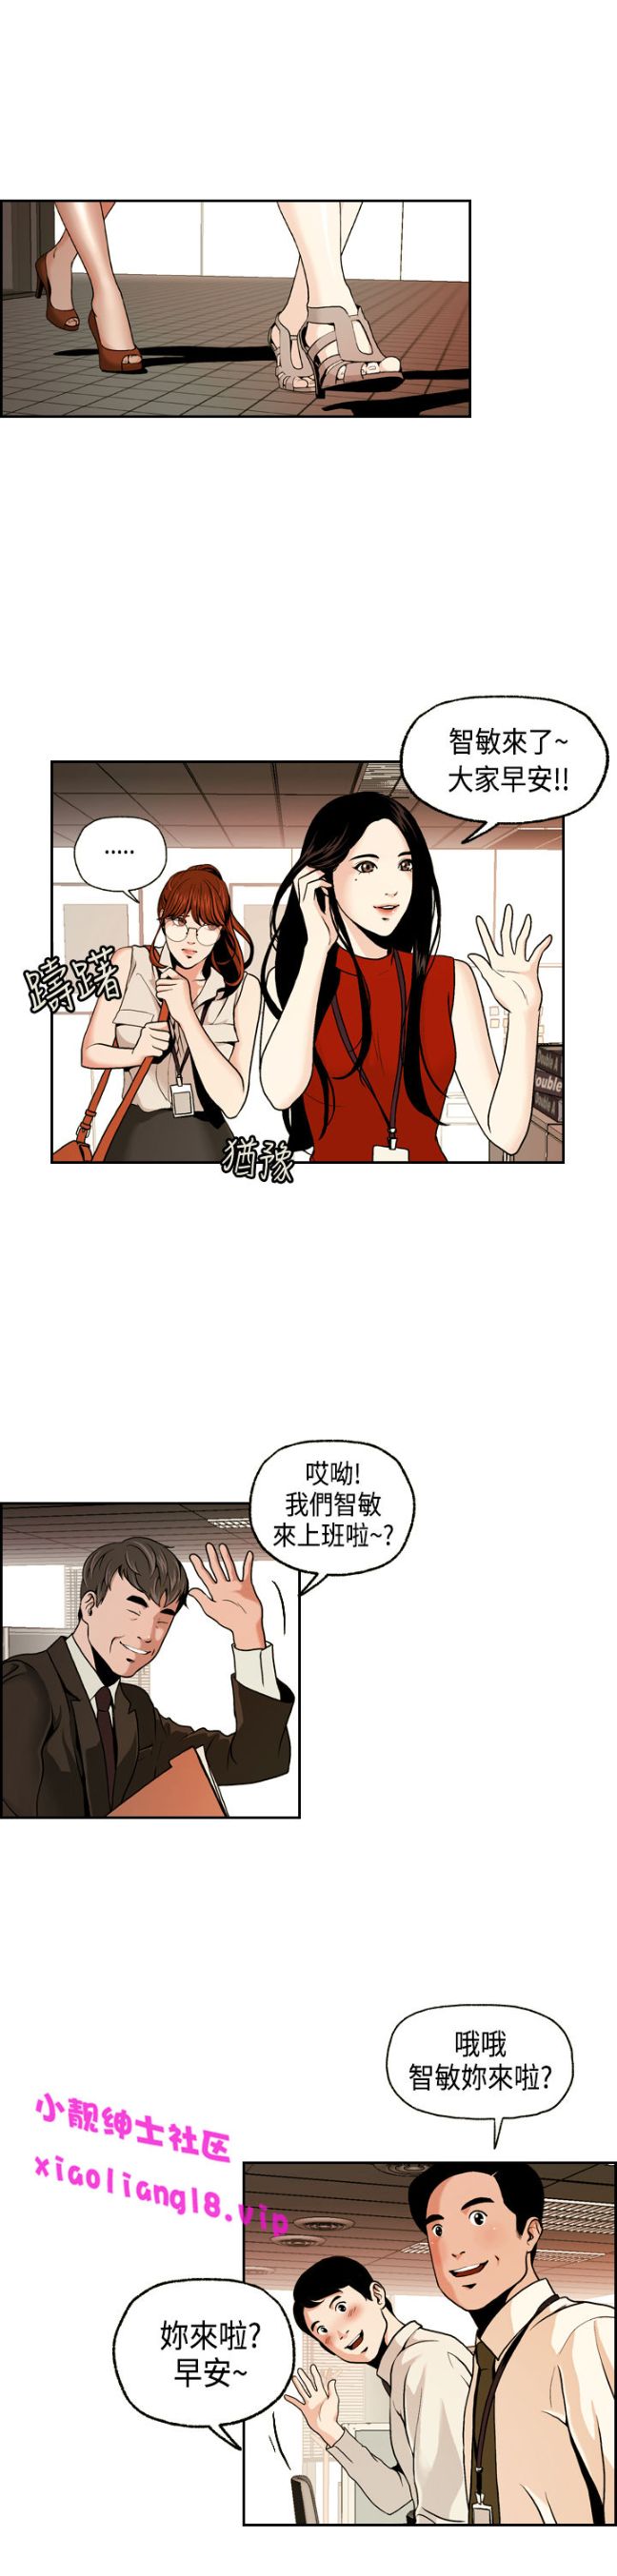 智敏來了~
大家早安!!
.....
躊躇
猶豫
哎呦!
我們智敏
來上班啦~?
哦哦
智敏妳來啦?
小靓绅士社区
xiaoliang18.vip
妳來啦?
早安~